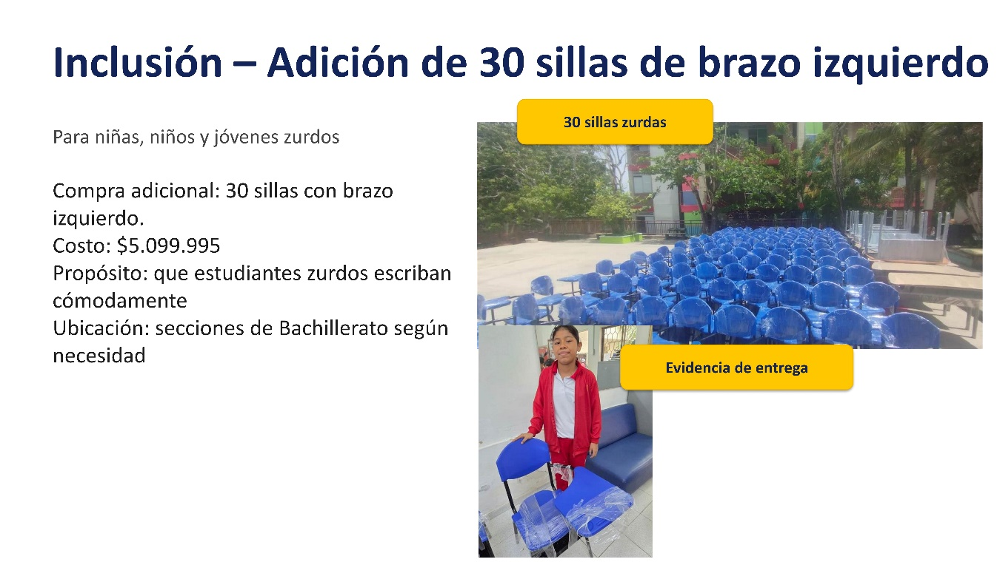 Inclusión – Adición de 30 sillas de brazo izquierdo
30 sillas zurdas
Para niñas, niños y jóvenes zurdos
Compra adicional: 30 sillas con brazo
izquierdo.
Costo: $5.099.995
Propósito: que estudiantes zurdos escriban
cómodamente
Ubicación: secciones de Bachillerato según
necesidad
Evidencia de entrega